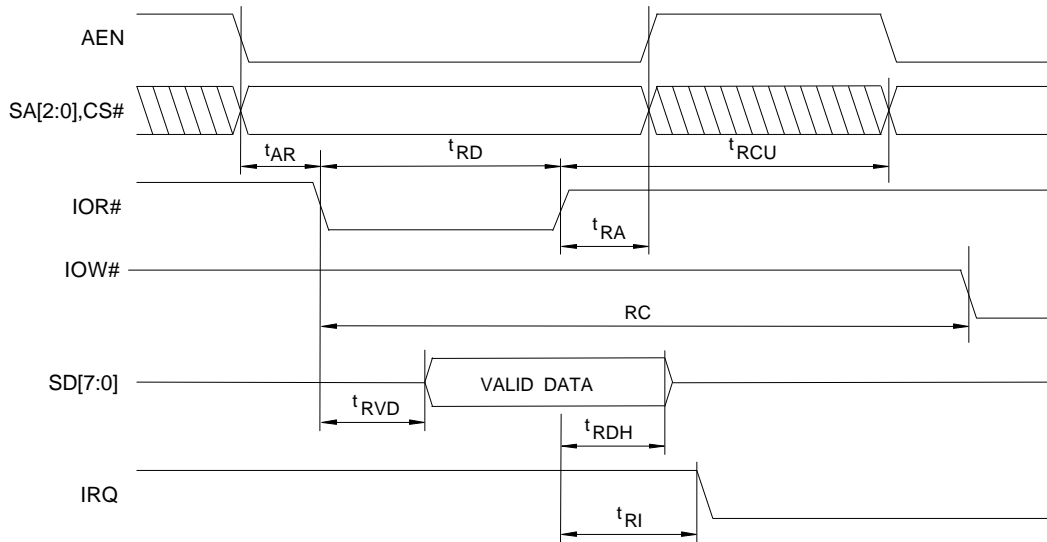 AEN
SA[2:0],CS#
tAR
tRD
tRCU
IOR#
tRA
IOW#
RC
SD[7:0]
VALID DATA
tRVD
tRDH
IRQ
tRI